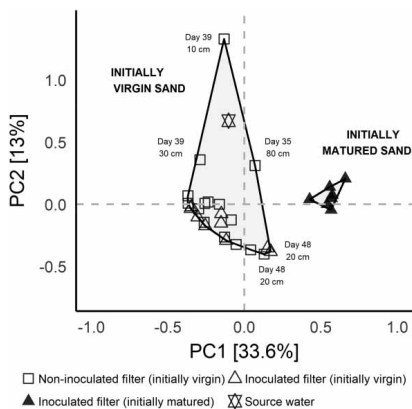 Day 39
10 cm
INITIALLY
VIRGIN SAND
Day 39
30 cm
Day 35
80 cm
INITIALLY
MATURED SAND
Day 48
20 cm
Day 48
20 cm
PC2 [13%]
1.0
0.5
0.0
-0.5
-1.0
-0.5
0.0
0.5
1.0
PC1 [33.6%]
Non-inoculated filter (initially virgin)
Inoculated filter (initially virgin)
Inoculated filter (initially matured)
Source water